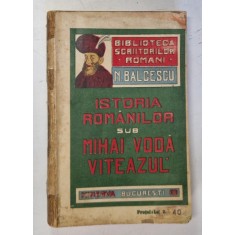 BIBLIOTECA
SCRIITORILOR
ROMANI
N. BALCESCU
ISTORIA
ROMÂNILOR
SUB
MIHAI VODĂ
VITEAZUL
BUCUREȘTI